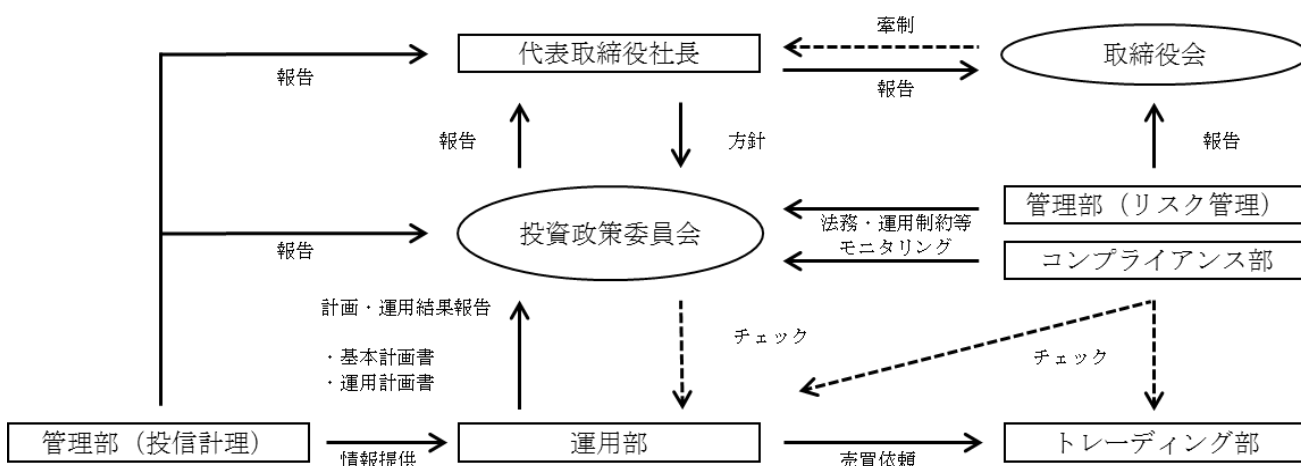 牽制
代表取締役社長
取締役会
報告
報告
報告
方針
報告
管理部（リスク管理）
投資政策委員会
法務・運用制約等
モニタリング
報告
コンプライアンス部
計画・運用結果報告
チェック
・基本計画書
チェック
・運用計画書
管理部（投信計理）
運用部
トレーディング部
情報提供
売買依頼